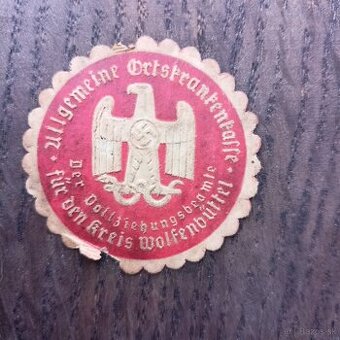 Allgemeine Ortskrankenkasse
Der Vollziehungsbeamte
für den Kreis Wolfenbüttel